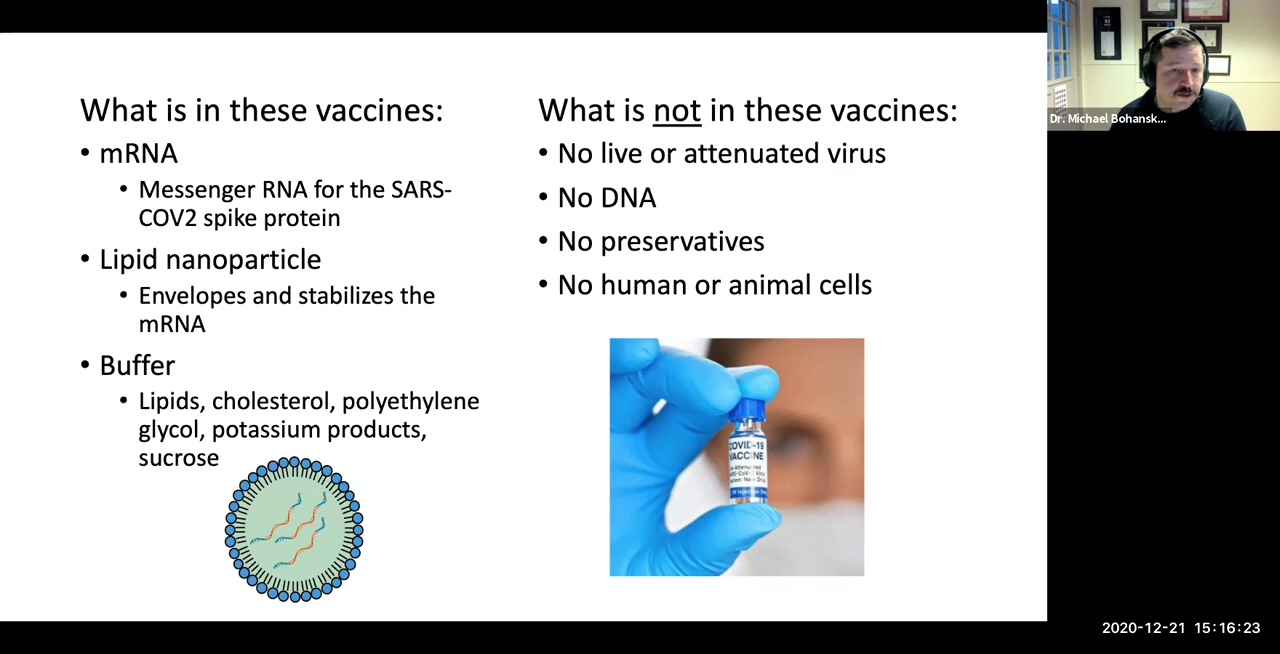 What is in these vaccines:
• mRNA
• Messenger RNA for the SARS-
COV2 spike protein
• Lipid nanoparticle
• Envelopes and stabilizes the
mRNA
• Buffer
• Lipids, cholesterol, polyethylene
glycol, potassium products,
sucrose
What is not in these vaccines:
• No live or attenuated virus
• No DNA
• No preservatives
• No human or animal cells
COVID-19
VACCINE
Dr. Michael Bohansk...
2020-12-21 15:16:23